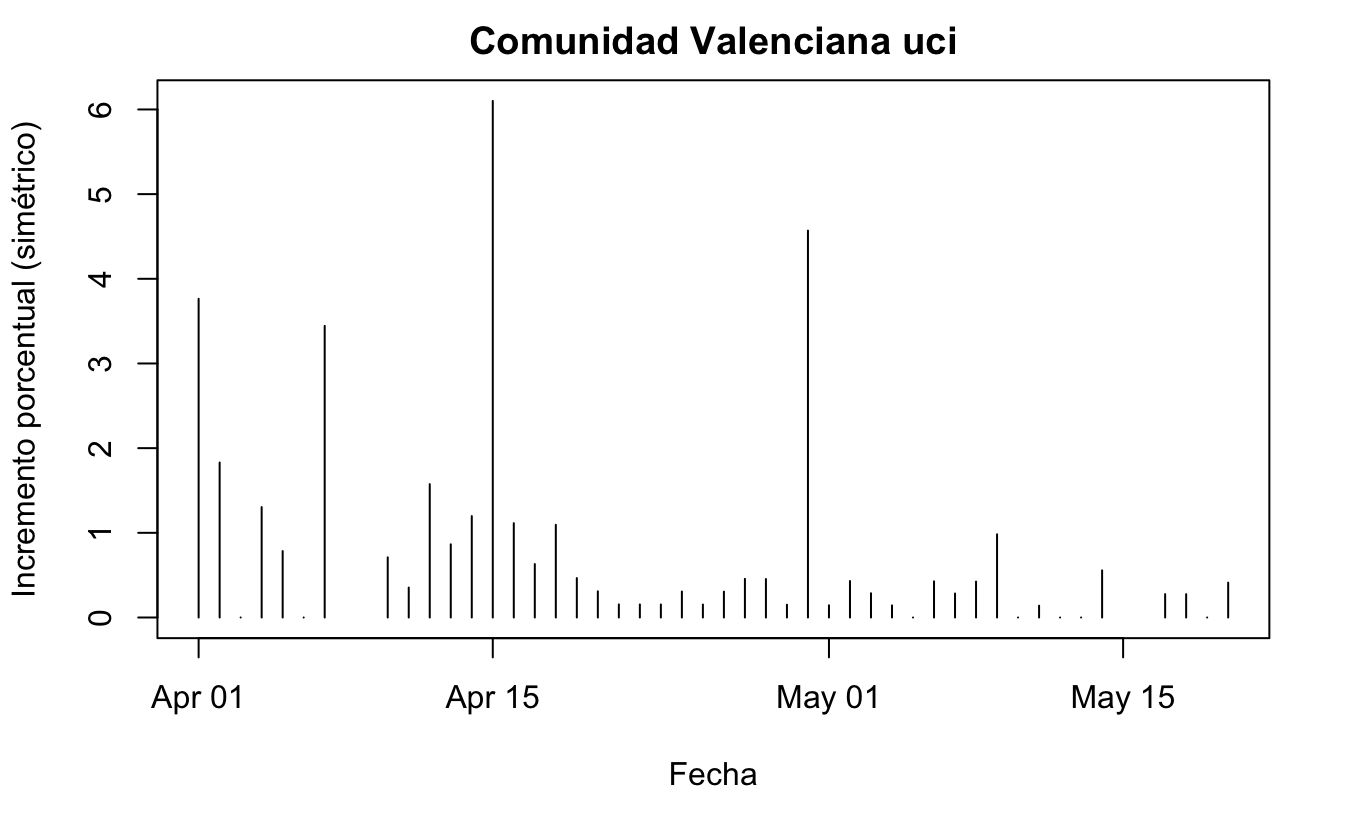 Comunidad Valenciana uci
Incremento porcentual (simétrico)
6
5
4
3
2
1
0
Apr 01 Apr 15 May 01 May 15
Fecha